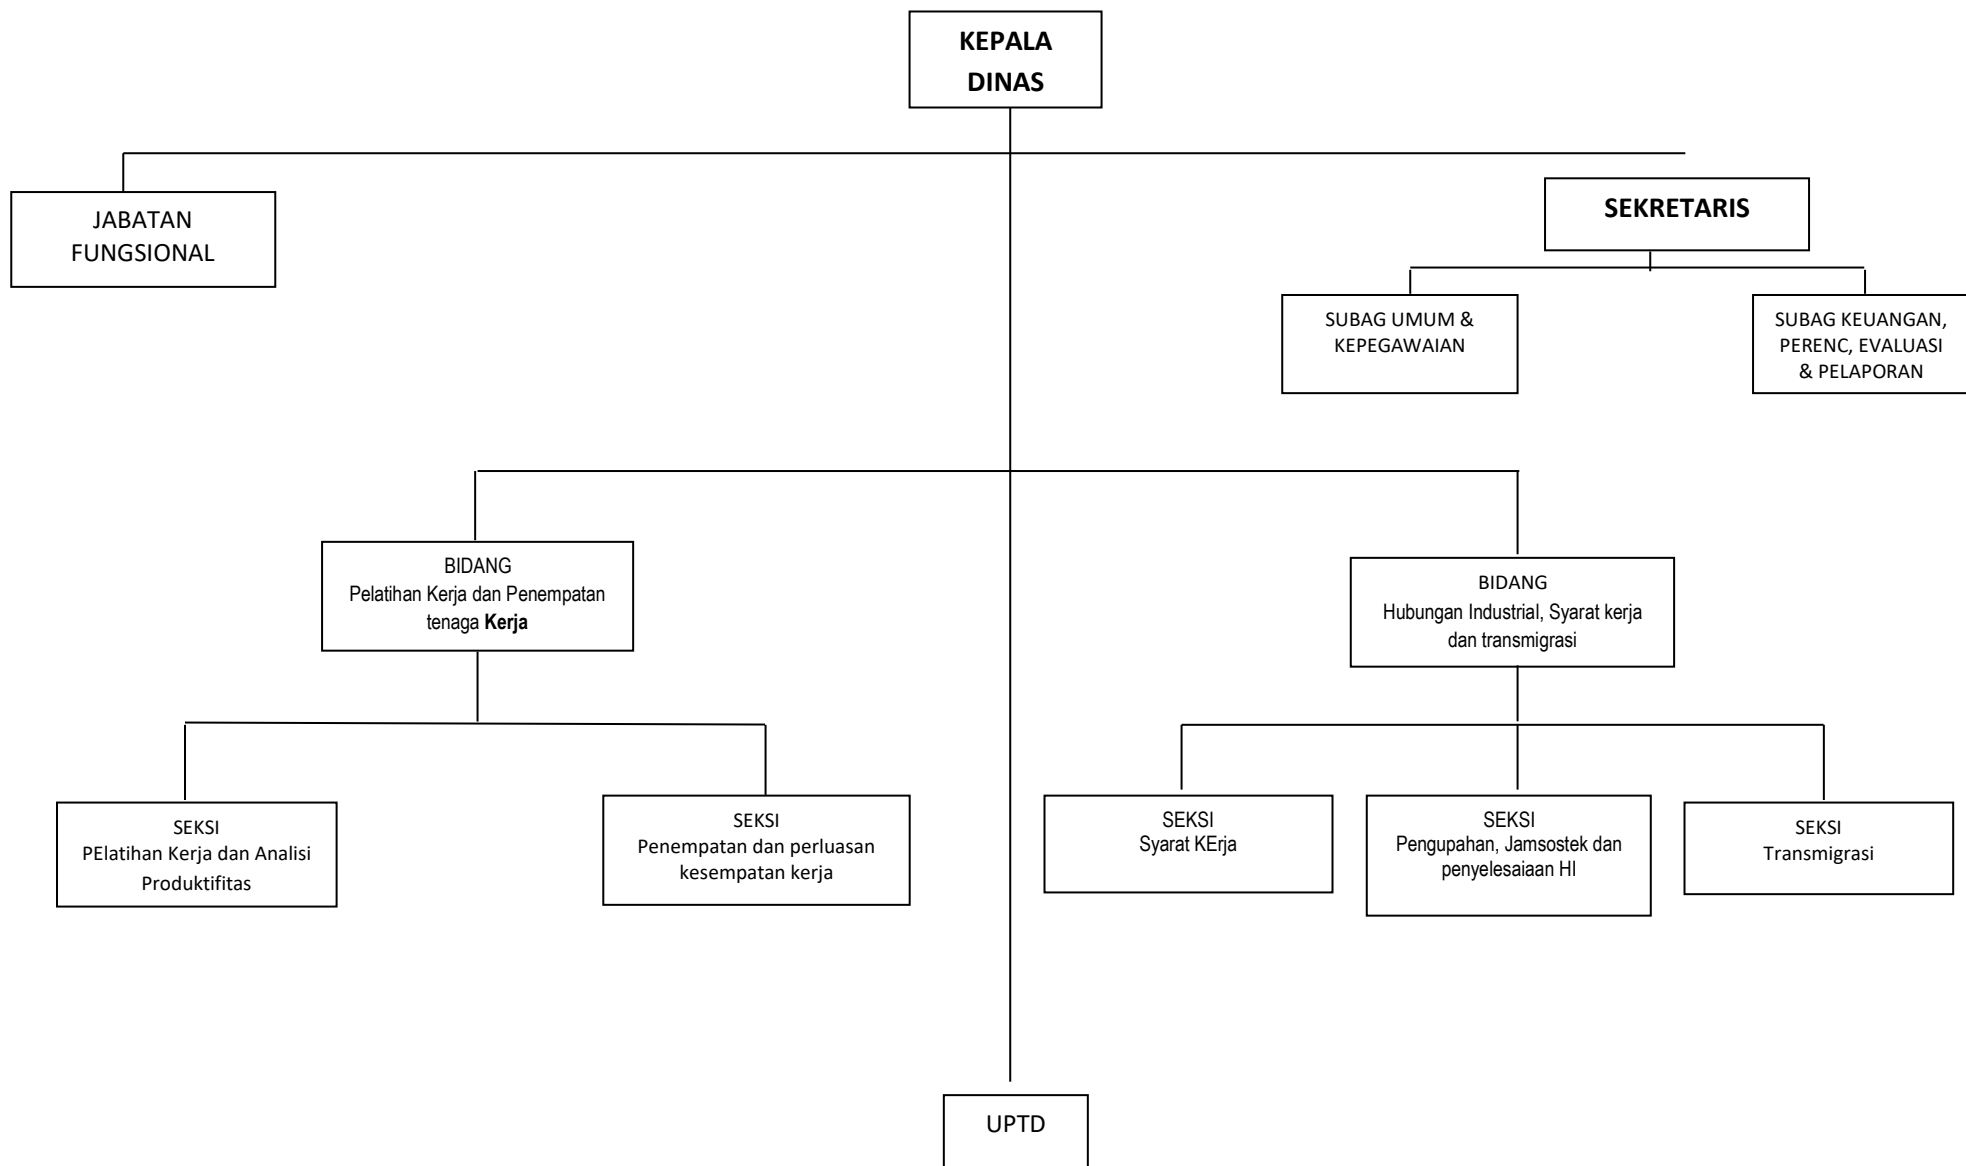 KEPALA
DINAS
JABATAN
FUNGSIONAL
SEKRETARIS
SUBAG UMUM &
KEPEGAWAIAN
SUBAG KEUANGAN,
PERENC, EVALUASI
& PELAPORAN
BIDANG
Pelatihan Kerja dan Penempatan
tenaga Kerja
BIDANG
Hubungan Industrial, Syarat kerja
dan transmigrasi
SEKSI
PElatihan Kerja dan Analisi
Produktifitas
SEKSI
Penempatan dan perluasan
kesempatan kerja
SEKSI
Syarat KErja
SEKSI
Pengupahan, Jamsostek dan
penyelesaiaan HI
SEKSI
Transmigrasi
UPTD